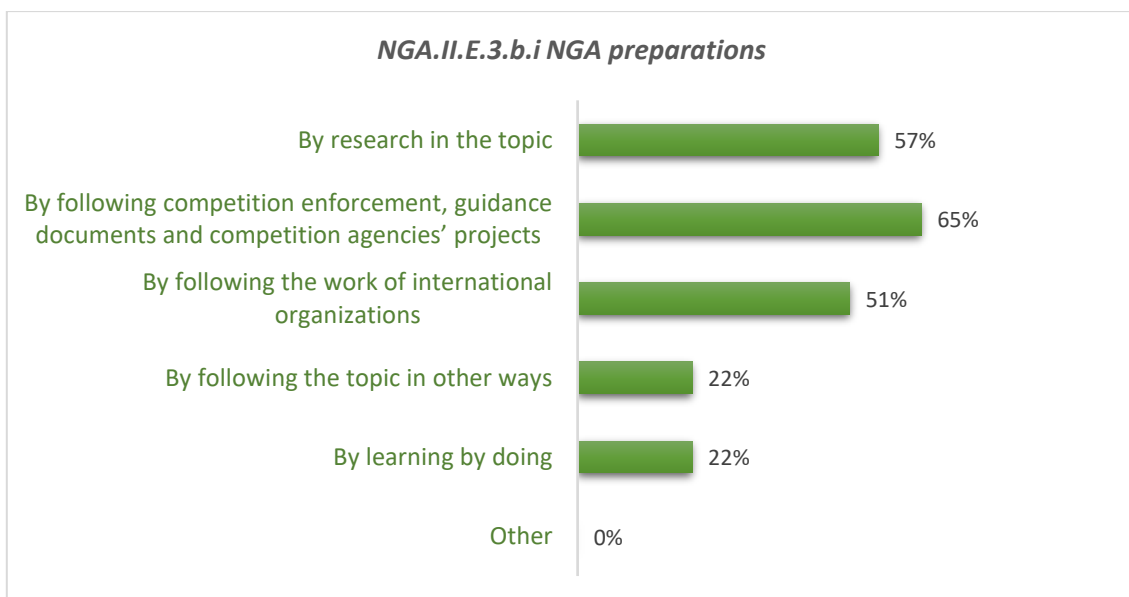 NGA.II.E.3.b.i NGA preparations
By research in the topic
57%
By following competition enforcement, guidance
documents and competition agencies’ projects
65%
By following the work of international
organizations
51%
By following the topic in other ways
22%
By learning by doing
22%
Other
0%